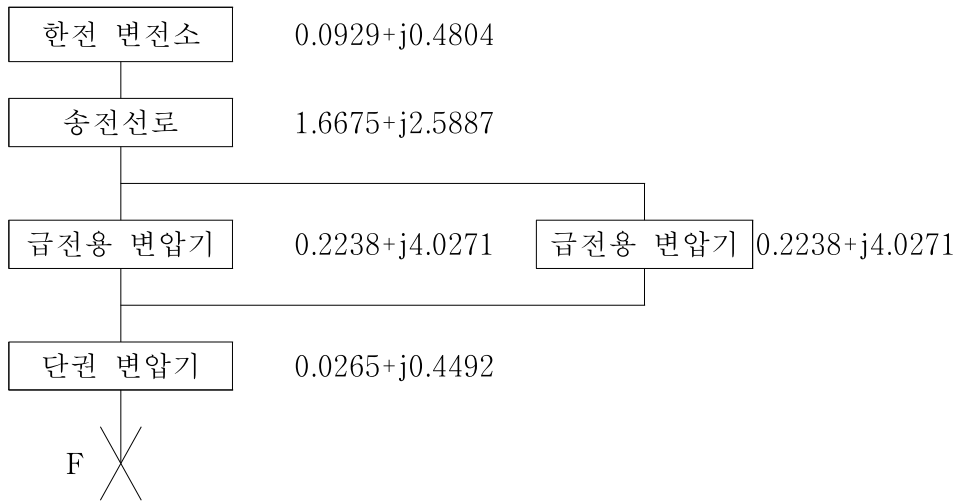 한전 변전소 0.0929+j0.4804
송전선로 1.6675+j2.5887
급전용 변압기 0.2238+j4.0271 급전용 변압기 0.2238+j4.0271
단권 변압기 0.0265+j0.4492
F